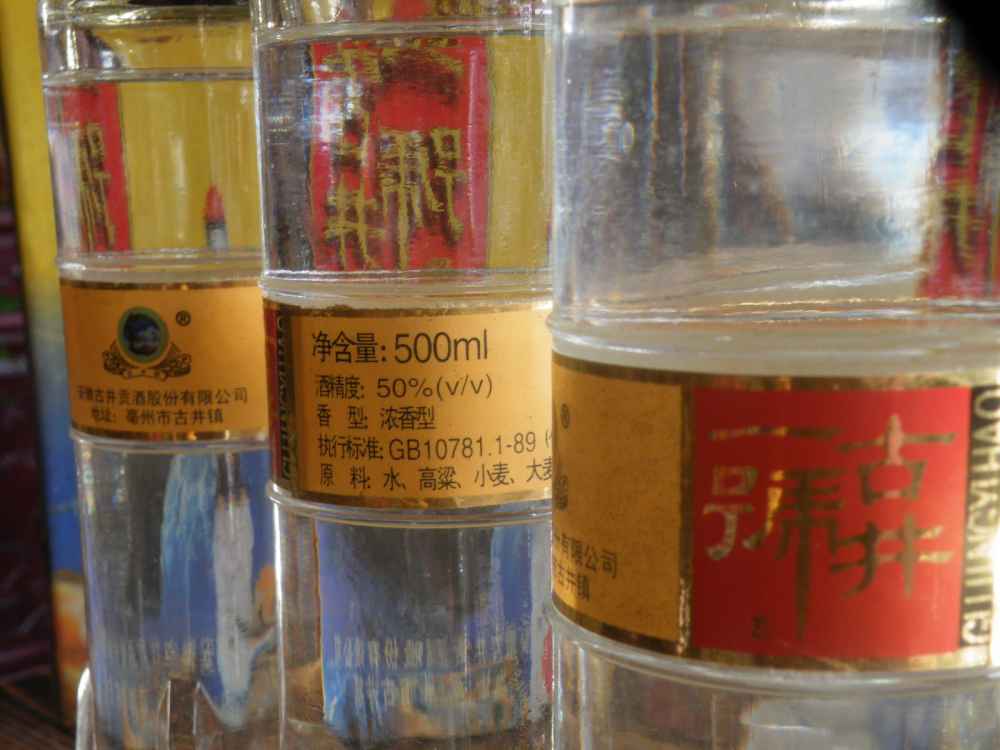 ®
安徽古井贡酒股份有限公司
地址：亳州市古井镇
净含量：500ml
酒精度：50%(v/v)
香 型：浓香型
执行标准：GB10781.1-89
原 料：水、高粱、小麦、大麦
®
有限公司
古井镇
古井
一號
GUJINGYIHAO